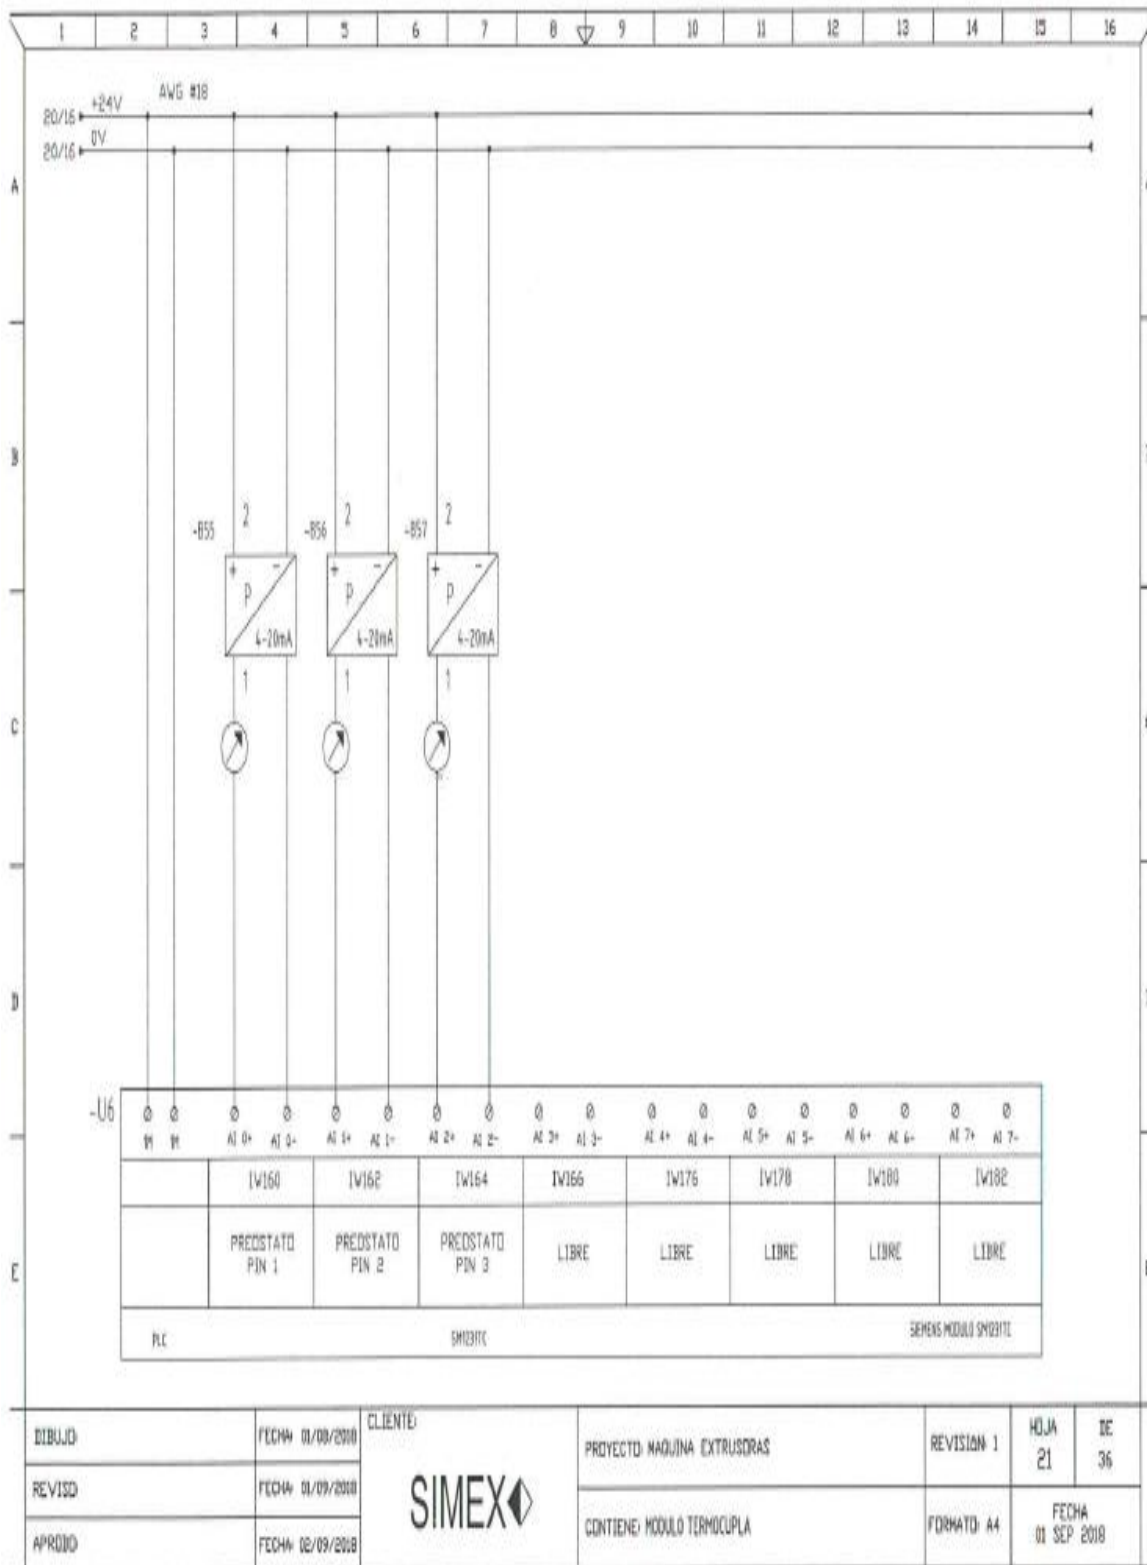 1 2 3 4 5 6 7 8 9 10 11 12 13 14 15 16
AWG #18
20/16 +24V
20/16 0V
A
B
-B55 2 -B56 2 -B57 2
+ - + - + -
P P P
4-20mA 4-20mA 4-20mA
1 1 1
C
D
-U6
1M 1M AI 0+ AI 0- AI 1+ AI 1- AI 2+ AI 2- AI 3+ AI 3- AI 4+ AI 4- AI 5+ AI 5- AI 6+ AI 6- AI 7+ AI 7-
IW160 IW162 IW164 IW166 IW176 IW178 IW180 IW182
PREOSTATO PIN 1
PREOSTATO PIN 2
PREOSTATO PIN 3
LIBRE LIBRE LIBRE LIBRE LIBRE
E
PLC SM1231TC SIEMENS MODULO SM1231TC
DIBUJO: FECHA: 01/08/2018
REVISO FECHA: 01/09/2018
APROBO FECHA: 02/09/2018
CLIENTE:
SIMEX
PROYECTO: MAQUINA EXTRUSORAS
CONTIENE: MODULO TERMOCUPLA
REVISION: 1
FORMATO: A4
HOJA 21 DE 36
FECHA
01 SEP 2018